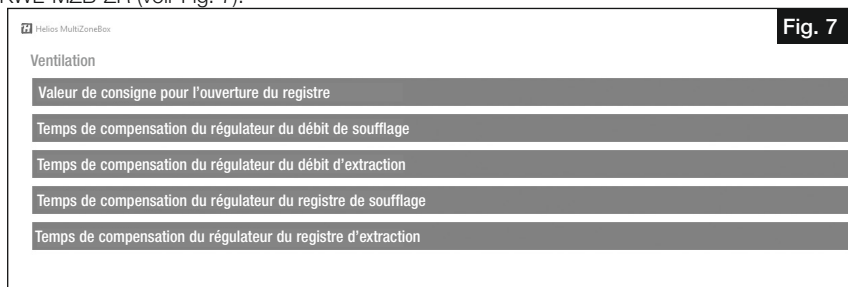 KWL MZB ZR (voir Fig. 7).
Fig. 7
Helios MultiZoneBox
Ventilation
Valeur de consigne pour l'ouverture du registre
Temps de compensation du régulateur du débit de soufflage
Temps de compensation du régulateur du débit d'extraction
Temps de compensation du régulateur du registre de soufflage
Temps de compensation du régulateur du registre d'extraction